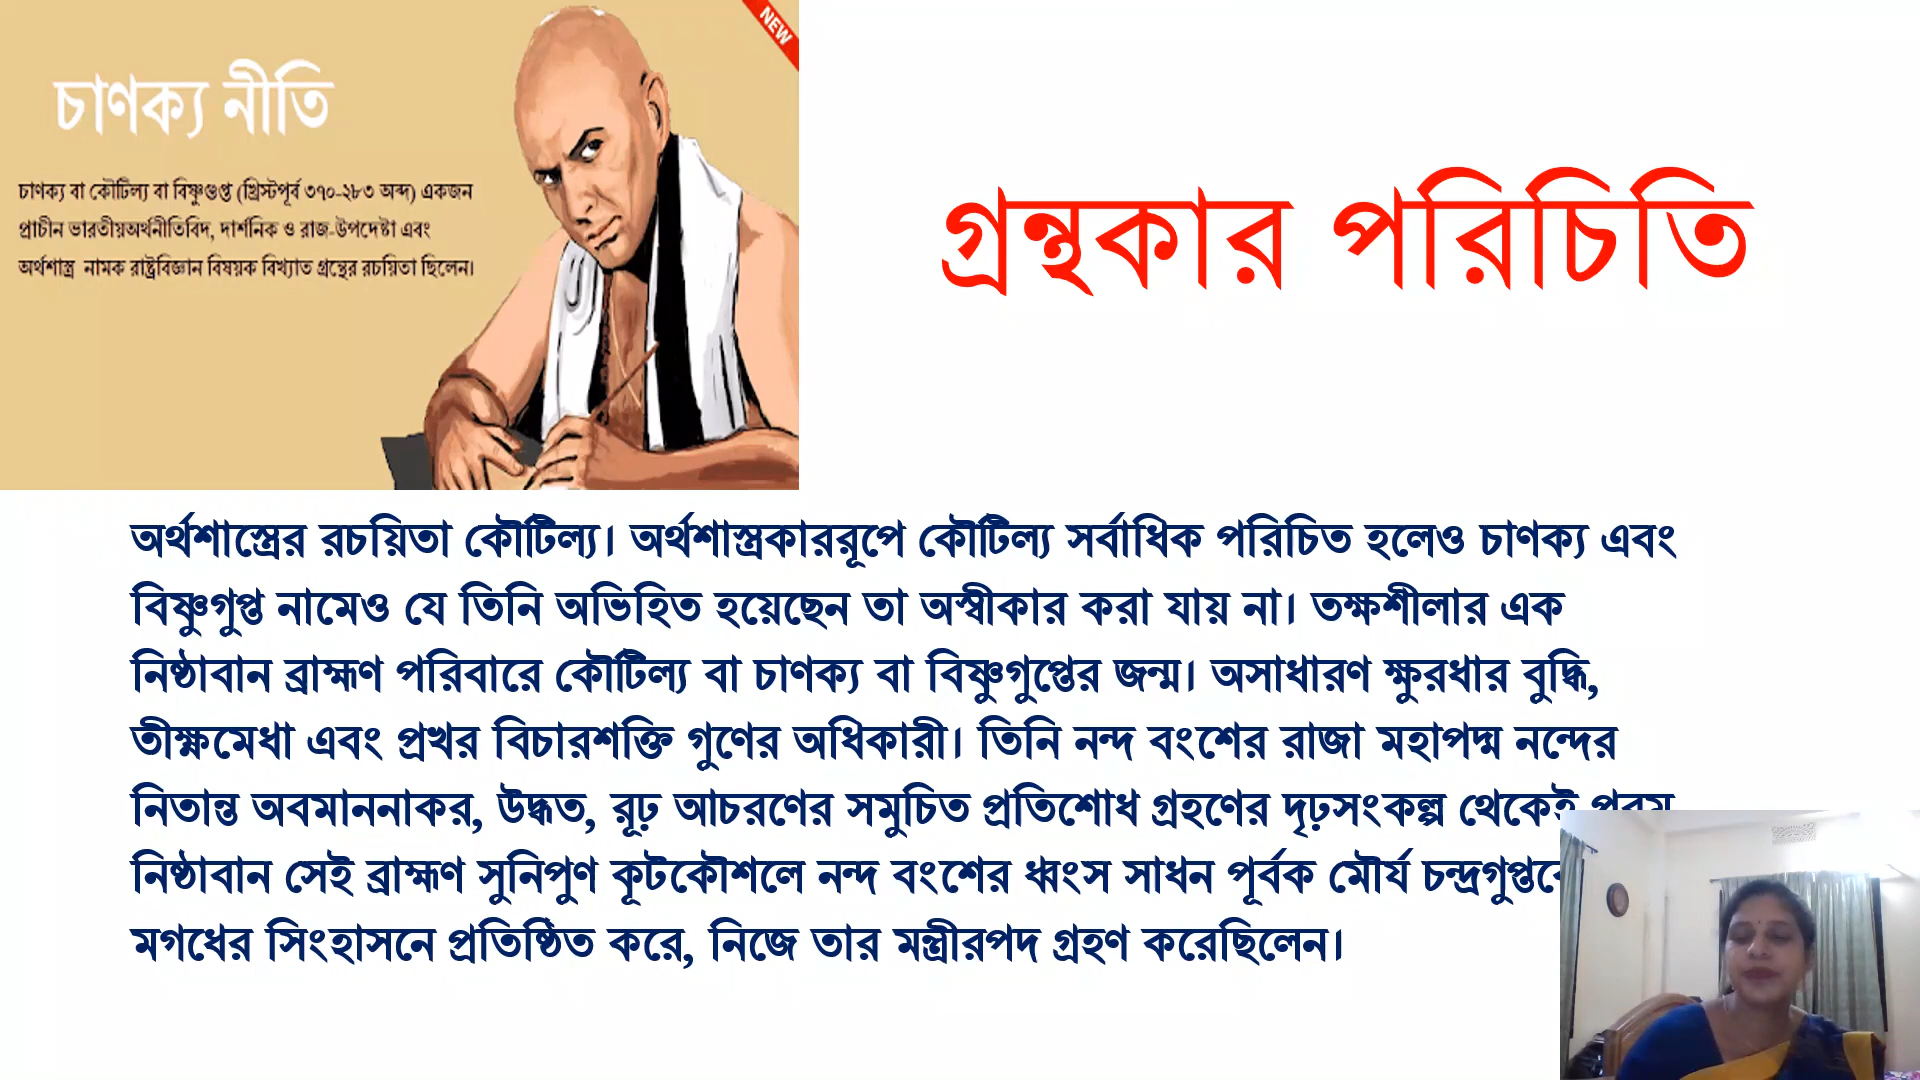 NEW
চাণক্য নীতি
চাণক্য বা কৌটিল্য বা বিষ্ণুগুপ্ত (খ্রিস্টপূর্ব ৩৭০-২৮৩ অব্দ) একজন
প্রাচীন ভারতীয়অর্থনীতিবিদ, দার্শনিক ও রাজ-উপদেষ্টা এবং
অর্থশাস্ত্র নামক রাষ্ট্রবিজ্ঞান বিষয়ক বিখ্যাত গ্রন্থের রচয়িতা ছিলেন।
গ্রন্থকার পরিচিতি
অর্থশাস্ত্রের রচয়িতা কৌটিল্য। অর্থশাস্ত্রকাররূপে কৌটিল্য সর্বাধিক পরিচিত হলেও চাণক্য এবং
বিষ্ণুগুপ্ত নামেও যে তিনি অভিহিত হয়েছেন তা অস্বীকার করা যায় না। তক্ষশীলার এক
নিষ্ঠাবান ব্রাহ্মণ পরিবারে কৌটিল্য বা চাণক্য বা বিষ্ণুগুপ্তের জন্ম। অসাধারণ ক্ষুরধার বুদ্ধি,
তীক্ষ্ণমেধা এবং প্রখর বিচারশক্তি গুণের অধিকারী। তিনি নন্দ বংশের রাজা মহাপদ্ম নন্দের
নিতান্ত অবমাননাকর, উদ্ধত, রূঢ় আচরণের সমুচিত প্রতিশোধ গ্রহণের দৃঢ়সংকল্প থেকেই পরম
নিষ্ঠাবান সেই ব্রাহ্মণ সুনিপুণ কূটকৌশলে নন্দ বংশের ধ্বংস সাধন পূর্বক মৌর্য চন্দ্রগুপ্তকে
মগধের সিংহাসনে প্রতিষ্ঠিত করে, নিজে তার মন্ত্রীরপদ গ্রহণ করেছিলেন।